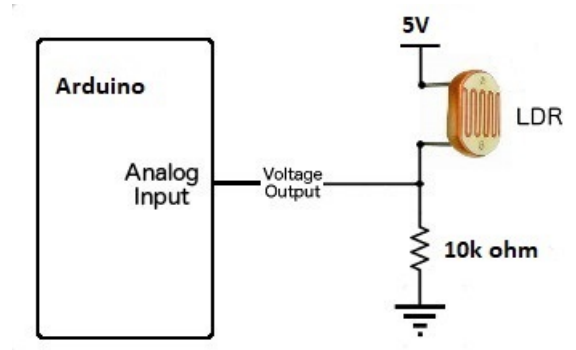 5V
Arduino
LDR
Analog
Input
Voltage
Output
10k ohm